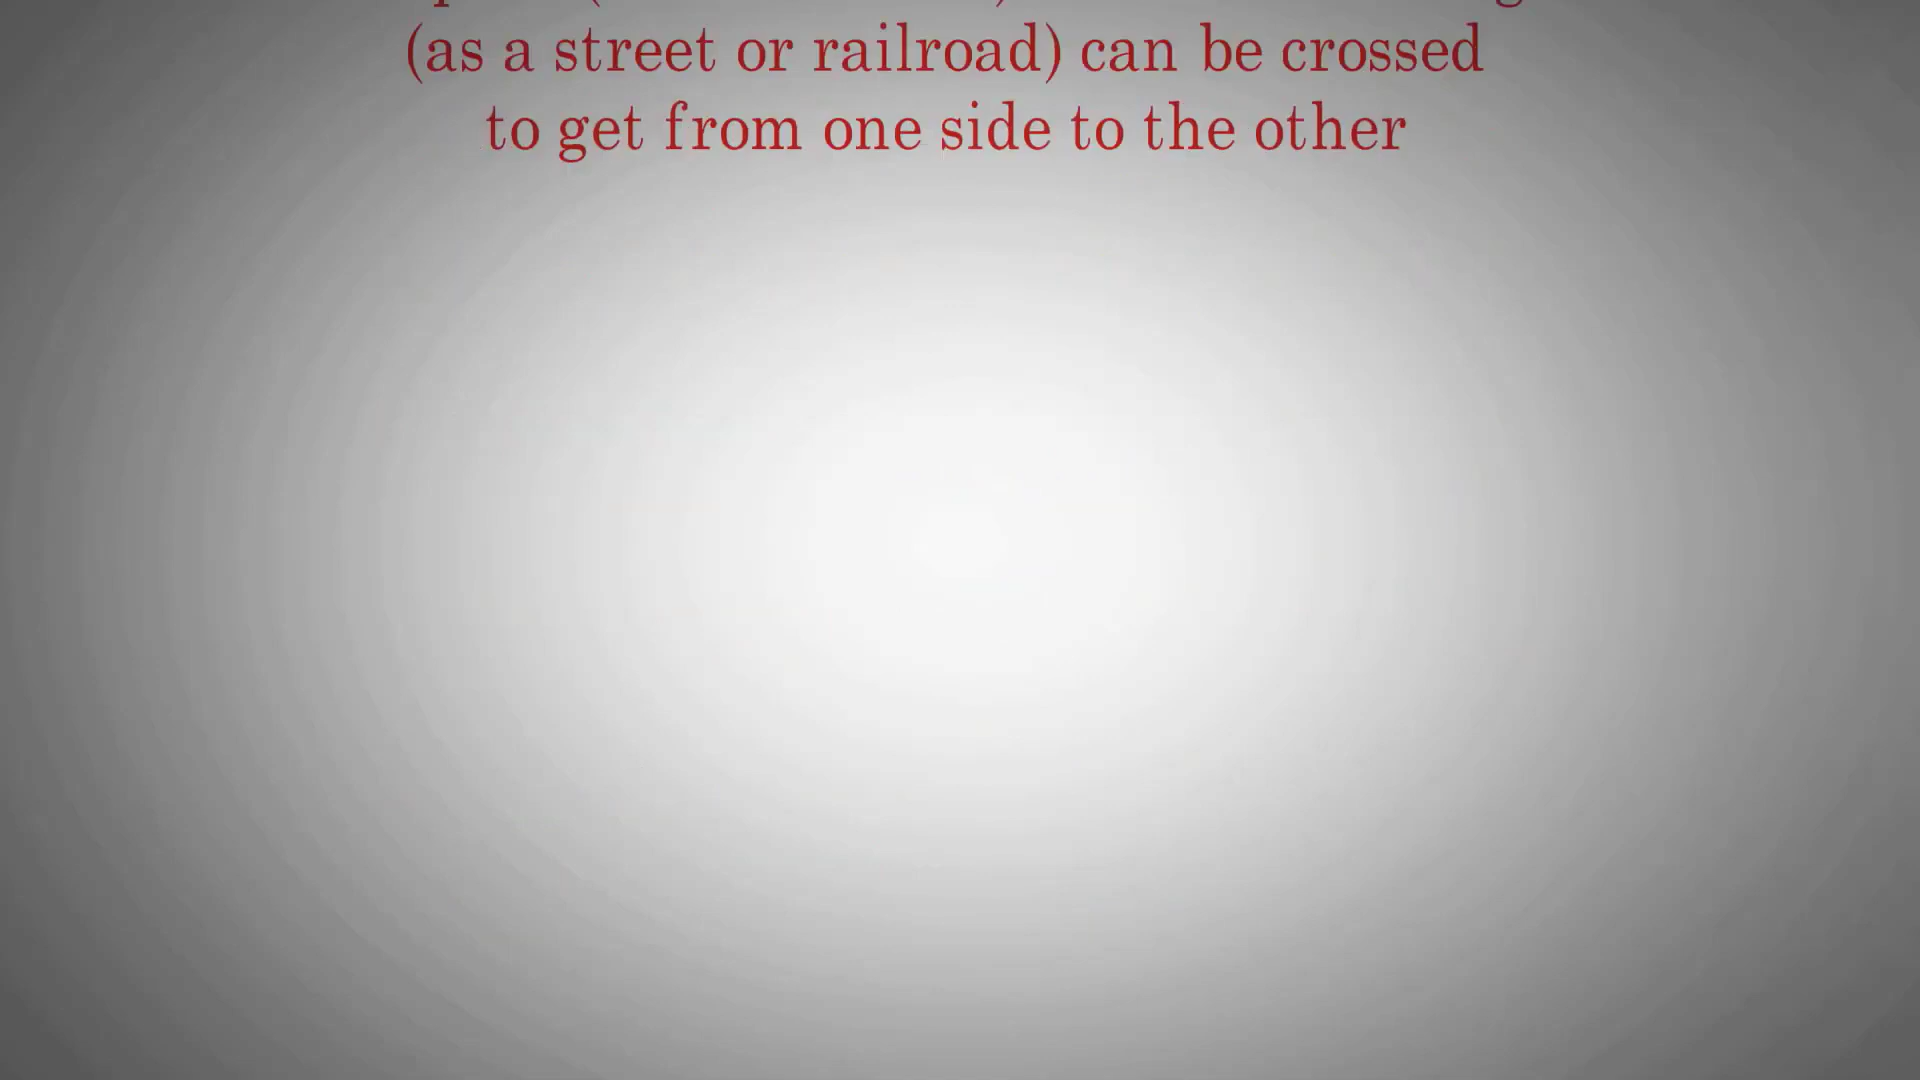 (as a street or railroad) can be crossed
to get from one side to the other